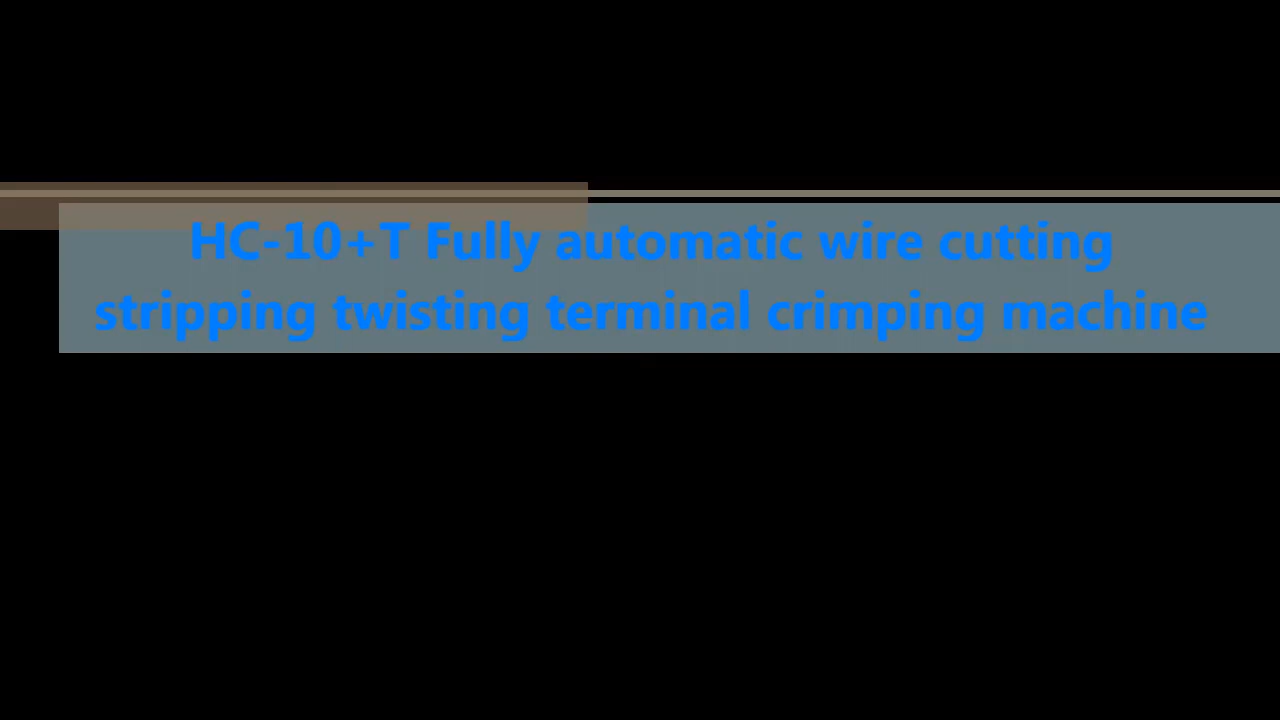 HC-10+T Fully automatic wire cutting
stripping twisting terminal crimping machine